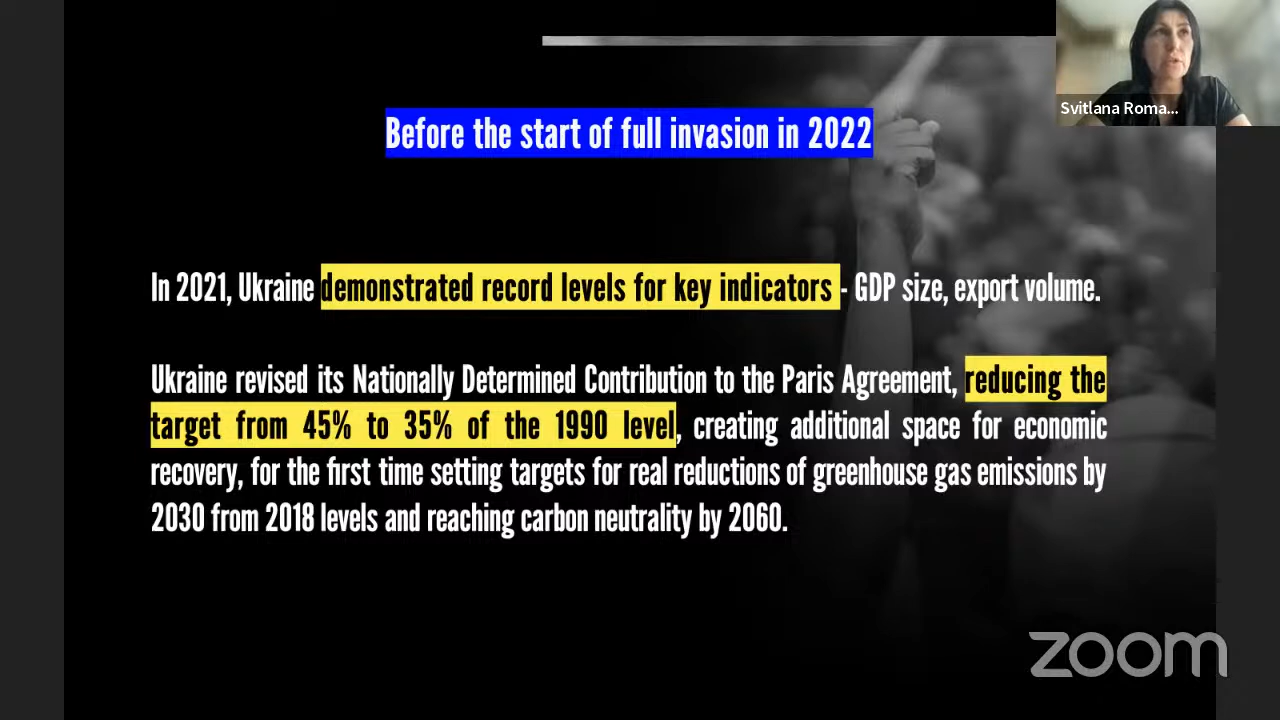 Svitlana Roma...
Before the start of full invasion in 2022
In 2021, Ukraine demonstrated record levels for key indicators - GDP size, export volume.
Ukraine revised its Nationally Determined Contribution to the Paris Agreement, reducing the
target from 45% to 35% of the 1990 level, creating additional space for economic
recovery, for the first time setting targets for real reductions of greenhouse gas emissions by
2030 from 2018 levels and reaching carbon neutrality by 2060.
zoom